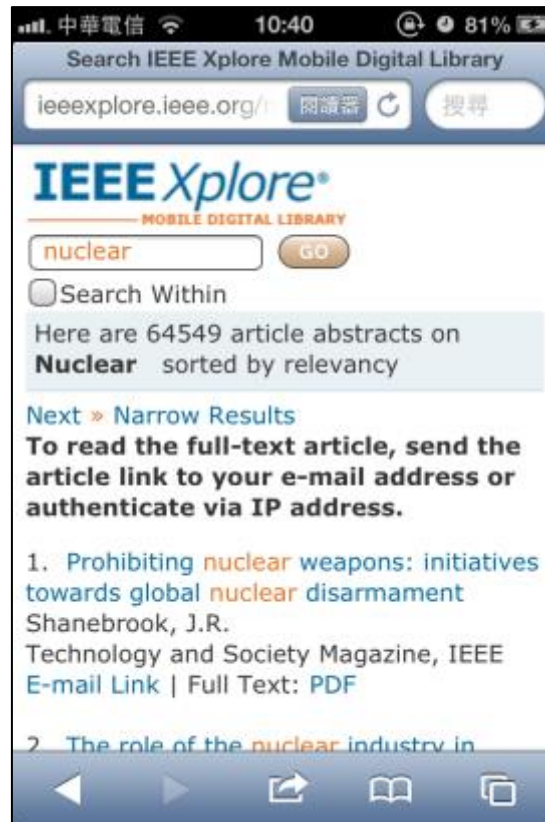 中華電信 10:40 81%
Search IEEE Xplore Mobile Digital Library
ieeexplore.ieee.org/ 閱讀器 搜尋
IEEE Xplore®
MOBILE DIGITAL LIBRARY
nuclear GO
Search Within
Here are 64549 article abstracts on
Nuclear sorted by relevancy
Next » Narrow Results
To read the full-text article, send the
article link to your e-mail address or
authenticate via IP address.
1. Prohibiting nuclear weapons: initiatives
towards global nuclear disarmament
Shanebrook, J.R.
Technology and Society Magazine, IEEE
E-mail Link | Full Text: PDF
2. The role of the nuclear industry in